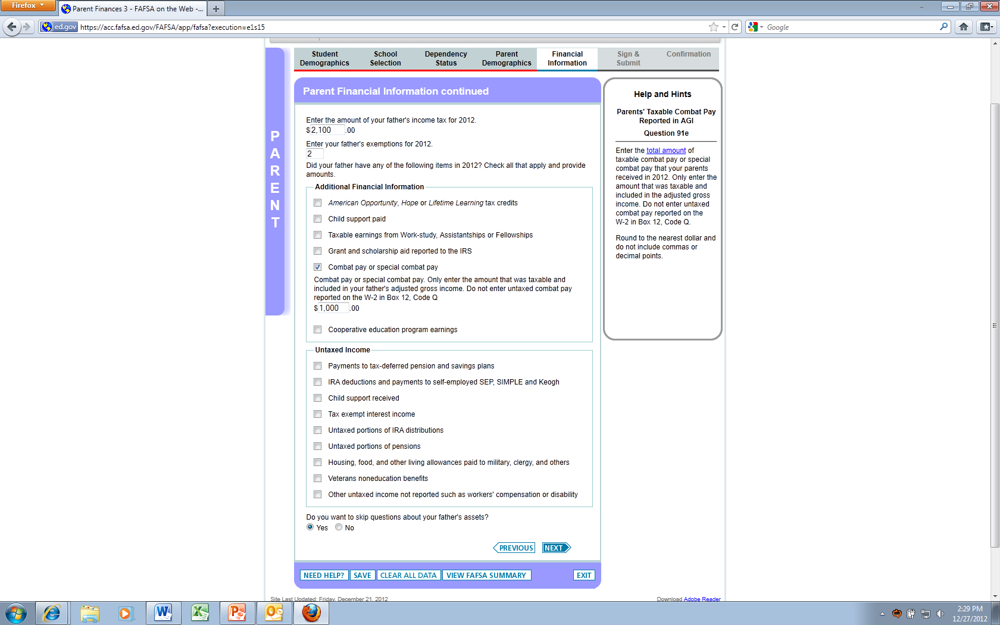 Firefox
Parent Finances 3 - FAFSA on the Web -...
ed.gov https://acc.fafsa.ed.gov/FAFSA/app/fafsa?execution=e1s15
Google
Student Demographics
School Selection
Dependency Status
Parent Demographics
Financial Information
Sign & Submit
Confirmation
PARENT
Parent Financial Information continued
Enter the amount of your father's income tax for 2012.
$2,100.00
Enter your father's exemptions for 2012.
2
Did your father have any of the following items in 2012? Check all that apply and provide
amounts.
Additional Financial Information
American Opportunity, Hope or Lifetime Learning tax credits
Child support paid
Taxable earnings from Work-study, Assistantships or Fellowships
Grant and scholarship aid reported to the IRS
Combat pay or special combat pay
Combat pay or special combat pay. Only enter the amount that was taxable and
included in your father's adjusted gross income. Do not enter untaxed combat pay
reported on the W-2 in Box 12, Code Q
$1,000.00
Cooperative education program earnings
Untaxed Income
Payments to tax-deferred pension and savings plans
IRA deductions and payments to self-employed SEP, SIMPLE and Keogh
Child support received
Tax exempt interest income
Untaxed portions of IRA distributions
Untaxed portions of pensions
Housing, food, and other living allowances paid to military, clergy, and others
Veterans noneducation benefits
Other untaxed income not reported such as workers' compensation or disability
Do you want to skip questions about your father's assets?
Yes No
PREVIOUS NEXT
NEED HELP? SAVE CLEAR ALL DATA VIEW FAFSA SUMMARY EXIT
Help and Hints
Parents' Taxable Combat Pay
Reported in AGI
Question 91e
Enter the total amount of
taxable combat pay or special
combat pay that your parents
received in 2012. Only enter the
amount that was taxable and
included in the adjusted gross
income. Do not enter untaxed
combat pay reported on the
W-2 in Box 12, Code Q.
Round to the nearest dollar and
do not include commas or
decimal points.
Site Last Updated: Friday, December 21, 2012
Download Adobe Reader
2:29 PM
12/27/2012